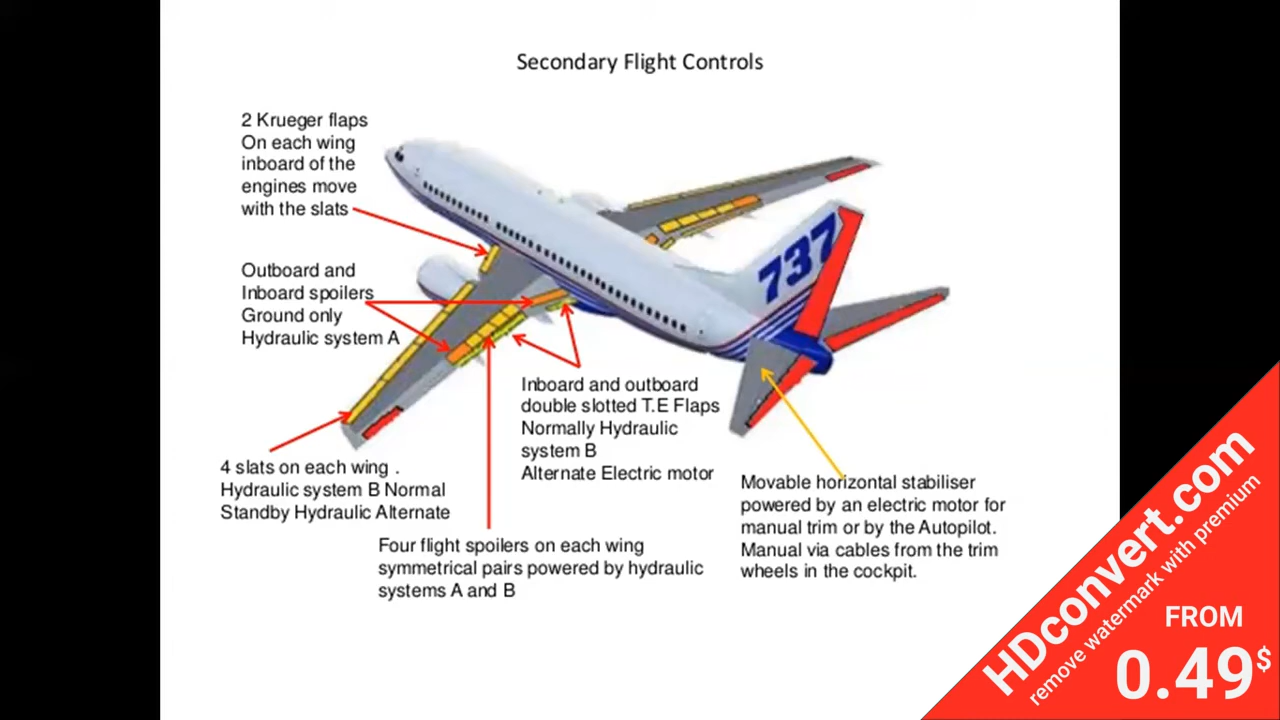 Secondary Flight Controls
2 Krueger flaps
On each wing
inboard of the
engines move
with the slats
Outboard and
Inboard spoilers
Ground only
Hydraulic system A
737
Inboard and outboard
double slotted T.E Flaps
Normally Hydraulic
system B
Alternate Electric motor
4 slats on each wing .
Hydraulic system B Normal
Standby Hydraulic Alternate
Movable horizontal stabiliser
powered by an electric motor for
manual trim or by the Autopilot.
Manual via cables from the trim
wheels in the cockpit.
Four flight spoilers on each wing
symmetrical pairs powered by hydraulic
systems A and B
HDconvert.com
remove watermark with premium
FROM
0.49$